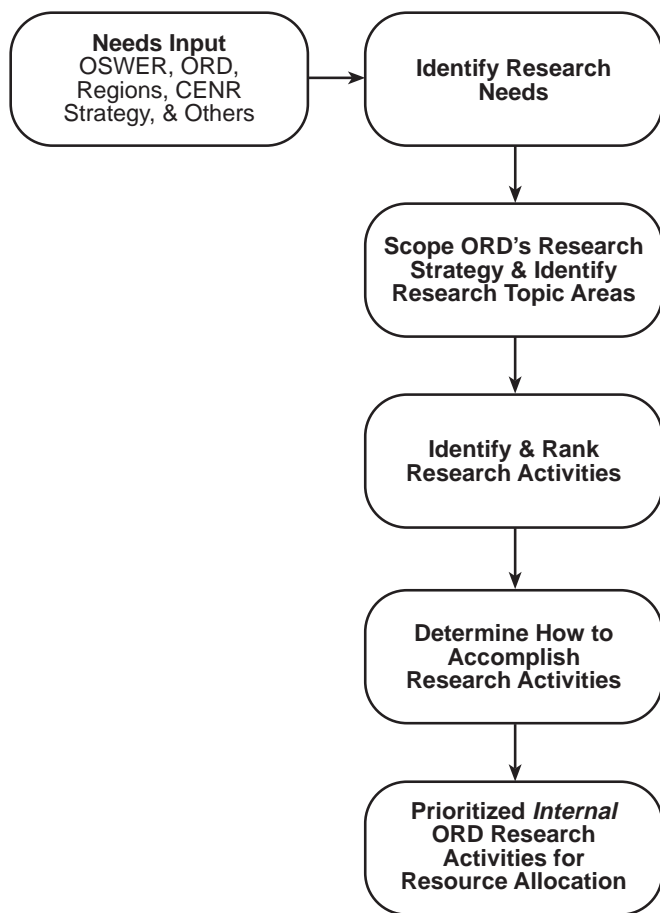 Needs Input
OSWER, ORD,
Regions, CENR
Strategy, & Others
Identify Research
Needs
Scope ORD’s Research
Strategy & Identify
Research Topic Areas
Identify & Rank
Research Activities
Determine How to
Accomplish
Research Activities
Prioritized Internal
ORD Research
Activities for
Resource Allocation